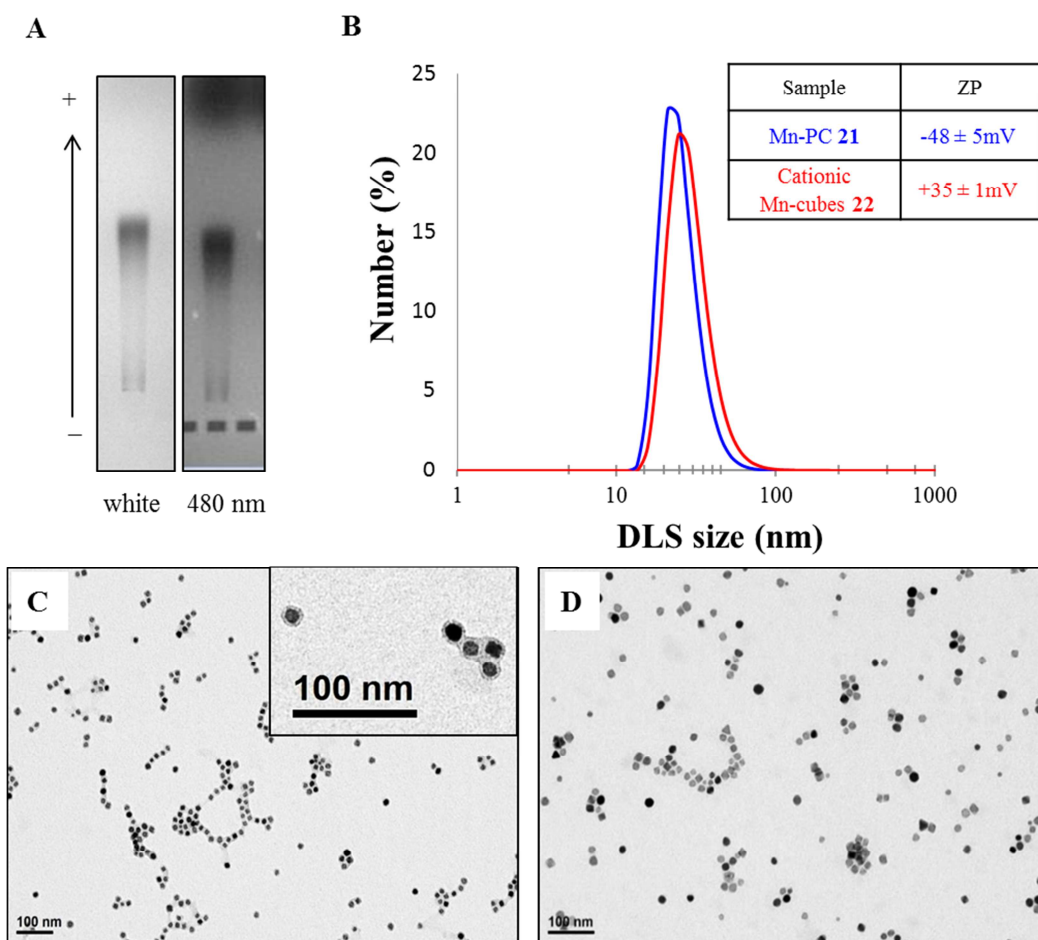 A
+
−
white
480 nm
B
Number (%)
25
20
15
10
5
0
1
10
100
1000
DLS size (nm)
Sample
ZP
Mn-PC 21
-48 ± 5mV
Cationic
Mn-cubes 22
+35 ± 1mV
C
100 nm
100 nm
D
100 nm